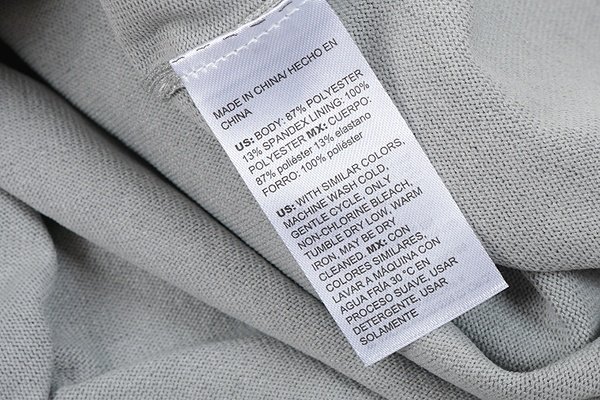 MADE IN CHINA/ HECHO EN
CHINA
US: BODY: 87% POLYESTER
13% SPANDEX LINING: 100%
POLYESTER MX: CUERPO:
87% poliéster 13% elastano
FORRO: 100% poliéster
US: WITH SIMILAR COLORS,
MACHINE WASH COLD,
GENTLE CYCLE, ONLY
NON-CHLORINE BLEACH,
TUMBLE DRY LOW, WARM
IRON, MAY BE DRY
CLEANED. MX: CON
COLORES SIMILARES,
LAVAR A MÁQUINA CON
AGUA FRÍA 30 °C EN
PROCESO SUAVE, USAR
DETERGENTE, USAR
SOLAMENTE